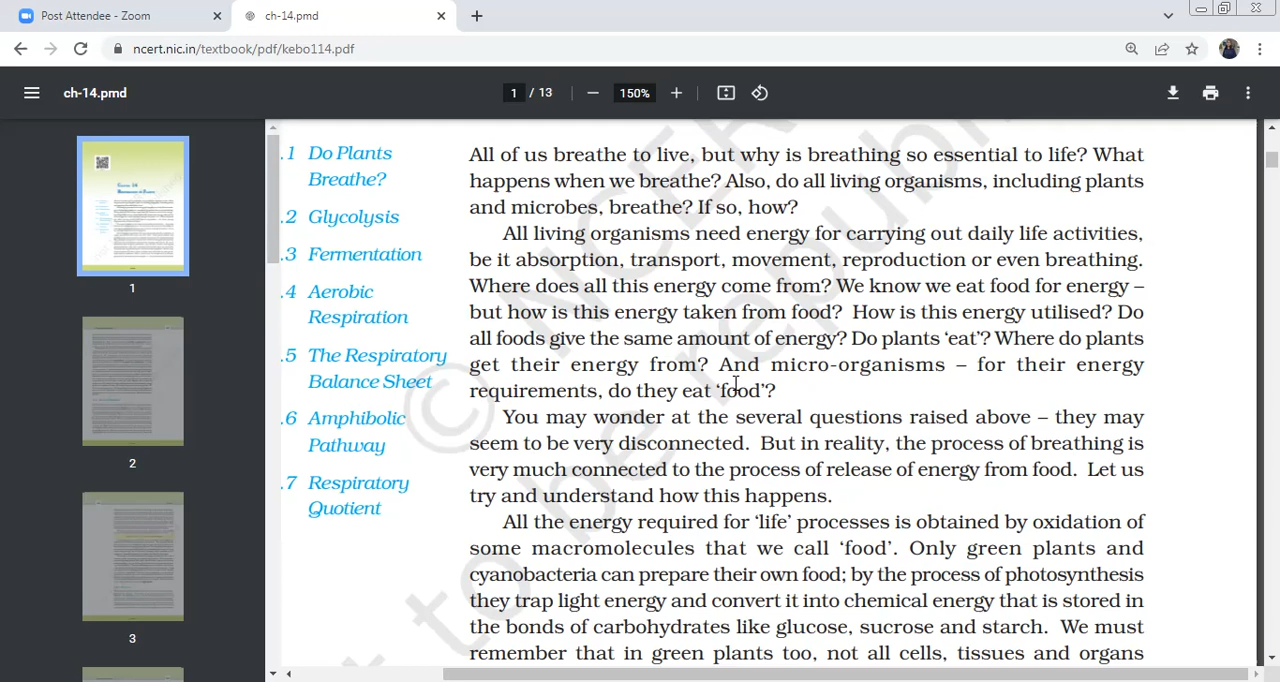 Post Attendee - Zoom
ch-14.pmd
ncert.nic.in/textbook/pdf/kebo114.pdf
ch-14.pmd
1 / 13
150%
.1 Do Plants
Breathe?
.2 Glycolysis
.3 Fermentation
.4 Aerobic
Respiration
.5 The Respiratory
Balance Sheet
.6 Amphibolic
Pathway
.7 Respiratory
Quotient
All of us breathe to live, but why is breathing so essential to life? What
happens when we breathe? Also, do all living organisms, including plants
and microbes, breathe? If so, how?
All living organisms need energy for carrying out daily life activities,
be it absorption, transport, movement, reproduction or even breathing.
Where does all this energy come from? We know we eat food for energy –
but how is this energy taken from food? How is this energy utilised? Do
all foods give the same amount of energy? Do plants ‘eat’? Where do plants
get their energy from? And micro-organisms – for their energy
requirements, do they eat ‘food’?
You may wonder at the several questions raised above – they may
seem to be very disconnected. But in reality, the process of breathing is
very much connected to the process of release of energy from food. Let us
try and understand how this happens.
All the energy required for ‘life’ processes is obtained by oxidation of
some macromolecules that we call ‘food’. Only green plants and
cyanobacteria can prepare their own food; by the process of photosynthesis
they trap light energy and convert it into chemical energy that is stored in
the bonds of carbohydrates like glucose, sucrose and starch. We must
remember that in green plants too, not all cells, tissues and organs
© NCERT
to be republi
1
2
3